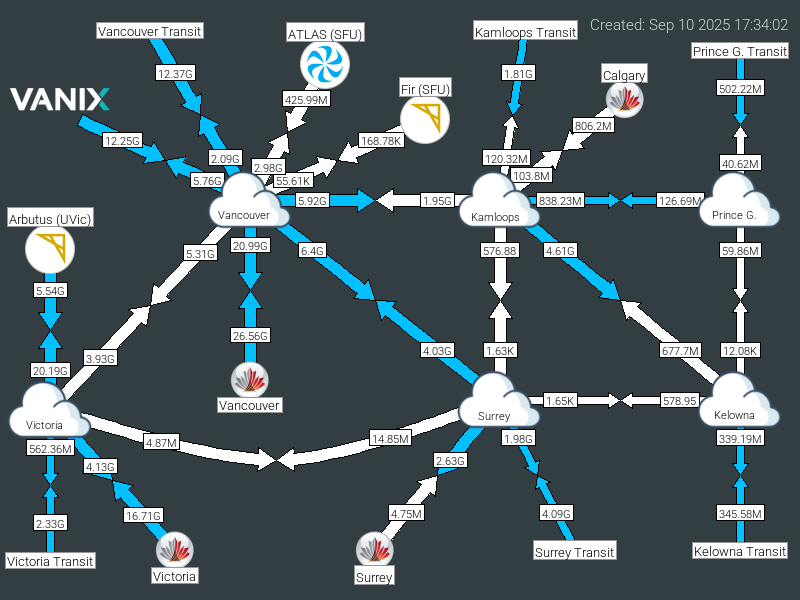 Created: Sep 10 2025 17:34:02
Vancouver Transit
ATLAS (SFU)
Kamloops Transit
Prince G. Transit
12.37G
1.81G
Calgary
502.22M
VANIX
425.99M
Fir (SFU)
806.2M
12.25G
168.78K
2.09G
2.98G
120.32M
40.62M
5.76G
55.61K
103.8M
5.92G
1.95G
838.23M
126.69M
Vancouver
Kamloops
Prince G.
Arbutus (UVic)
5.31G
20.99G
6.4G
576.88
4.61G
59.86M
5.54G
26.56G
20.19G
3.93G
4.03G
1.63K
677.7M
12.08K
Vancouver
1.65K
578.95
Victoria
Surrey
Kelowna
562.36M
4.87M
14.85M
1.98G
339.19M
4.13G
2.63G
2.33G
16.71G
4.75M
4.09G
345.58M
Victoria Transit
Victoria
Surrey
Surrey Transit
Kelowna Transit